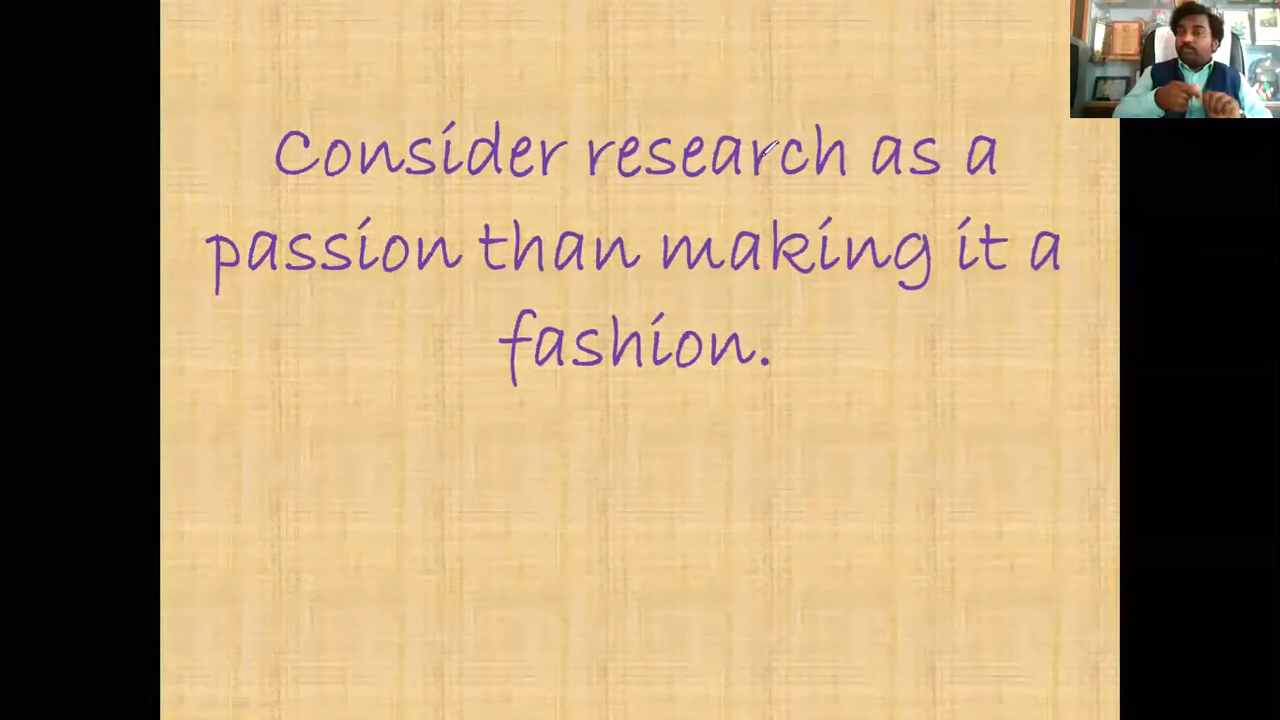 Consider research as a
passion than making it a
fashion.